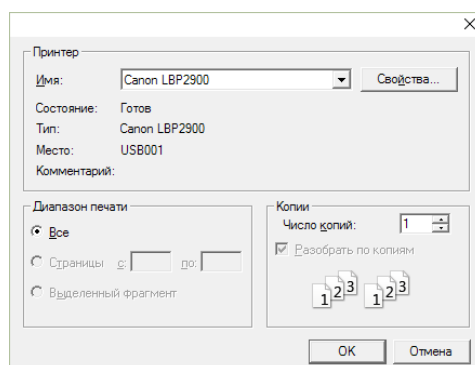 Принтер
Имя: Canon LBP2900 Свойства...
Состояние: Готов
Тип: Canon LBP2900
Место: USB001
Комментарий:
Диапазон печати
Все
Страницы с: по:
Выделенный фрагмент
Копии
Число копий: 1
Разобрать по копиям
1 2 3 1 2 3
OK Отмена